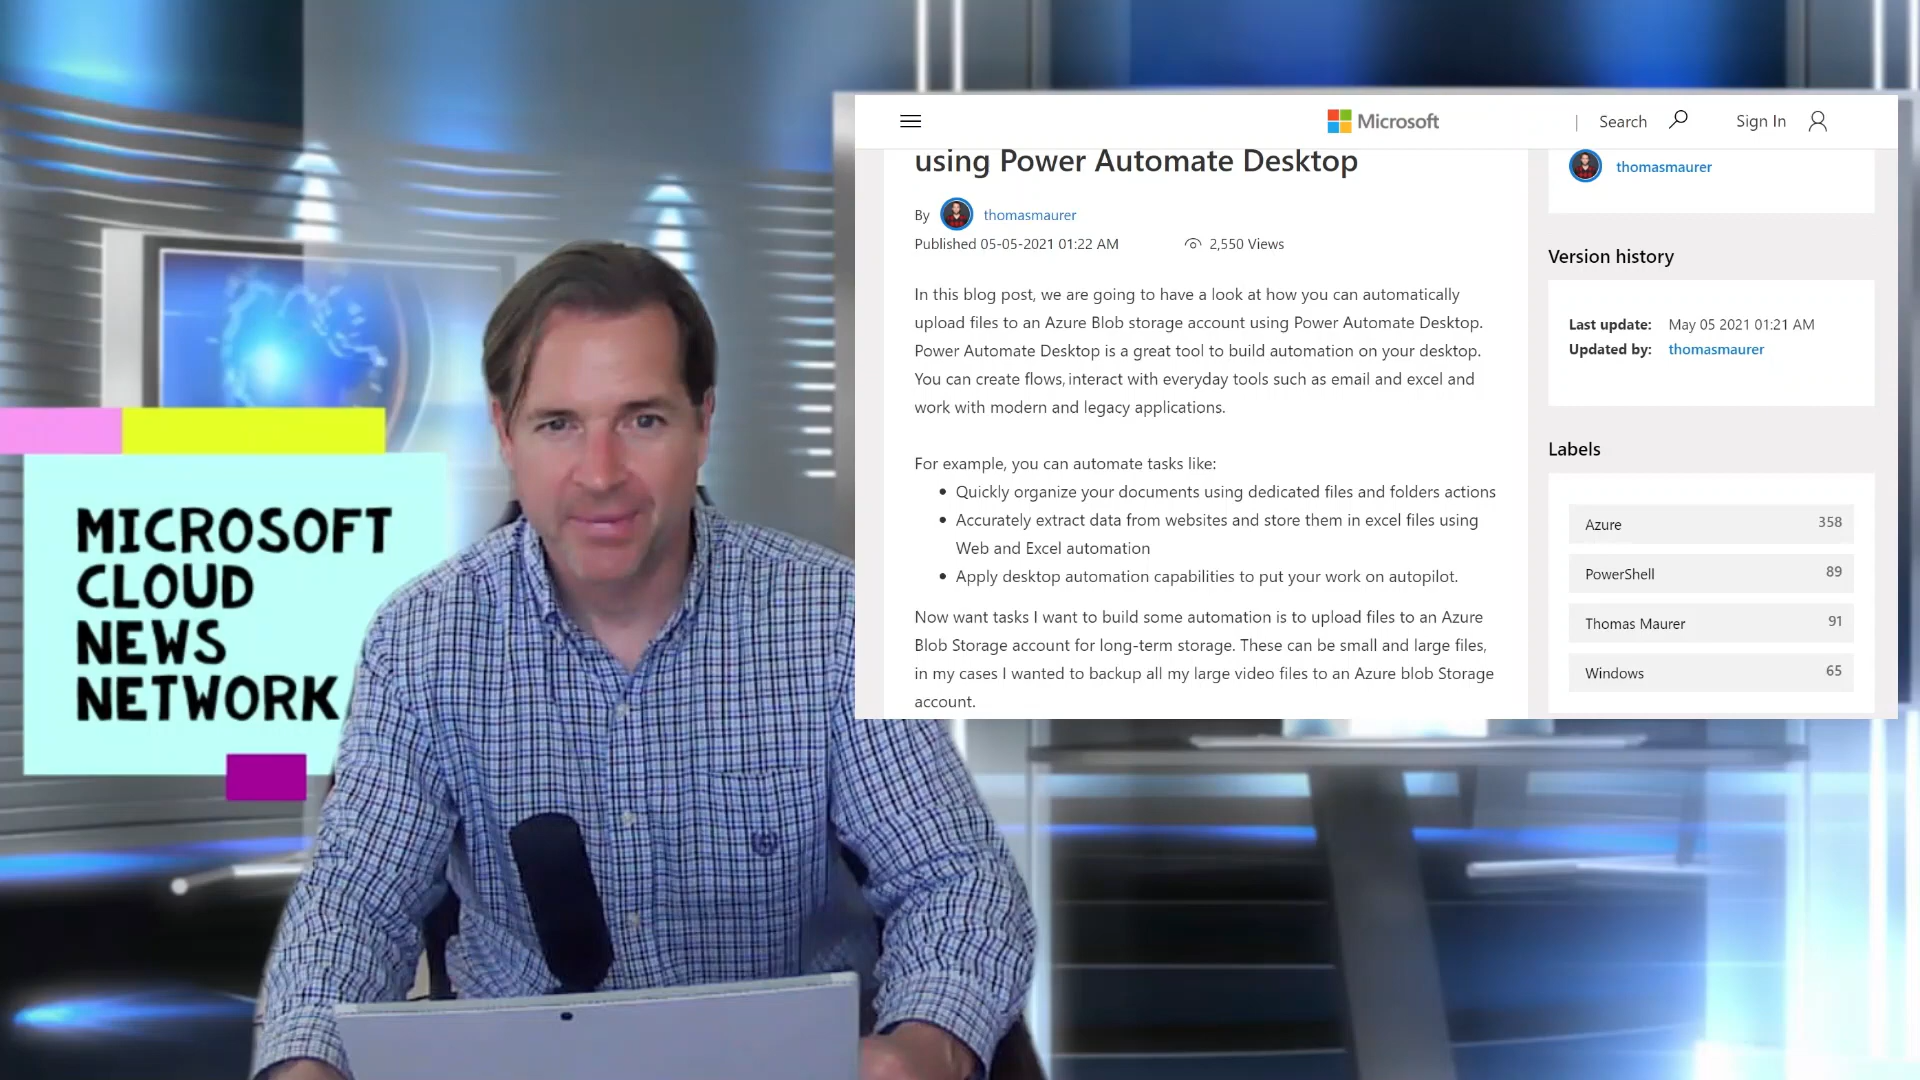 MICROSOFT
CLOUD
NEWS
NETWORK
Microsoft
Search
Sign In
using Power Automate Desktop
By thomasmaurer
Published 05-05-2021 01:22 AM 2,550 Views
In this blog post, we are going to have a look at how you can automatically
upload files to an Azure Blob storage account using Power Automate Desktop.
Power Automate Desktop is a great tool to build automation on your desktop.
You can create flows, interact with everyday tools such as email and excel and
work with modern and legacy applications.
For example, you can automate tasks like:
• Quickly organize your documents using dedicated files and folders actions
• Accurately extract data from websites and store them in excel files using
Web and Excel automation
• Apply desktop automation capabilities to put your work on autopilot.
Now want tasks I want to build some automation is to upload files to an Azure
Blob Storage account for long-term storage. These can be small and large files,
in my cases I wanted to backup all my large video files to an Azure blob Storage
account.
thomasmaurer
Version history
Last update: May 05 2021 01:21 AM
Updated by: thomasmaurer
Labels
Azure 358
PowerShell 89
Thomas Maurer 91
Windows 65